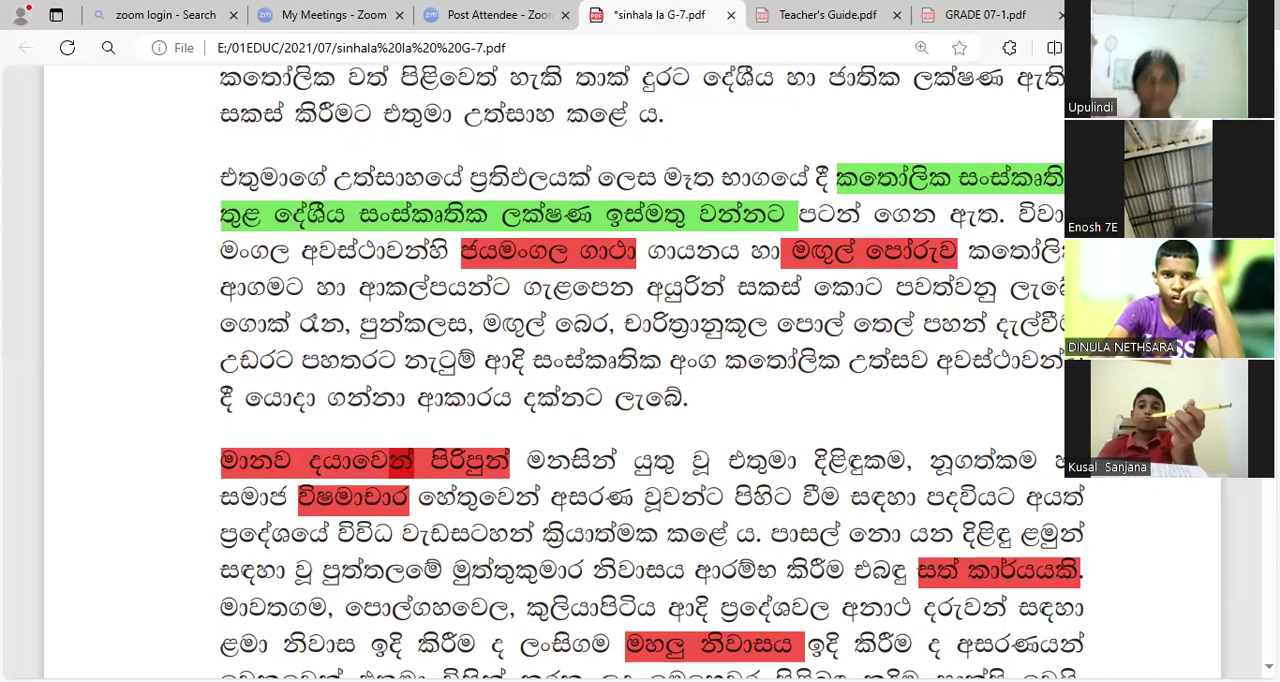 zoom login - Search
My Meetings - Zoom
Post Attendee - Zoo
*sinhala la G-7.pdf
Teacher's Guide.pdf
GRADE 07-1.pdf
File E:/01EDUC/2021/07/sinhala%20la%20%20G-7.pdf
කතෝලික වත් පිළිවෙත් හැකි තාක් දුරට දේශීය හා ජාතික ලක්ෂණ
සකස් කිරීමට එතුමා උත්සාහ කළේ ය.
එතුමාගේ උත්සාහයේ ප්‍රතිඵලයක් ලෙස මෑත භාගයේ දී කතෝලික
තුළ දේශීය සංස්කෘතික ලක්ෂණ ඉස්මතු වන්නට පටන් ගෙන ඇත.
මංගල අවස්ථාවන්හි ජයමංගල ගාථා ගායනය හා මඟුල් පෝරුව
ආගමට හා ආකල්පයන්ට ගැළපෙන අයුරින් සකස් කොට පවත්වනු
ගොක් රෑන, පුන්කලස, මඟුල් බෙර, චාරිත්‍රානුකූල පොල් තෙල් පහන්
උඩරට පහතරට නැටුම් ආදි සංස්කෘතික අංග කතෝලික උත්සව
දී යොදා ගන්නා ආකාරය දක්නට ලැබේ.
මානව දයාවෙන් පිරිපුන් මනසින් යුතු වූ එතුමා දිළිඳුකම, නූගත්කම
සමාජ විෂමාචාර හේතුවෙන් අසරණ වූවන්ට පිහිට වීම සඳහා පදවියට අයත්
ප්‍රදේශයේ විවිධ වැඩසටහන් ක්‍රියාත්මක කළේ ය. පාසල් නො යන දිළිඳු ළමුන්
සඳහා වූ පුත්තලමේ මුත්තුකුමාර නිවාසය ආරම්භ කිරීම එබඳු සත් කාර්යයකි.
මාවතගම, පොල්ගහවෙල, කුලියාපිටිය ආදි ප්‍රදේශවල අනාථ දරුවන් සඳහා
ළමා නිවාස ඉදි කිරීම ද ලංසිගම මහලු නිවාසය ඉදි කිරීම ද අසරණයන්
Upulindi
Enosh 7E
DINULA NETHSARA
Kusal Sanjana